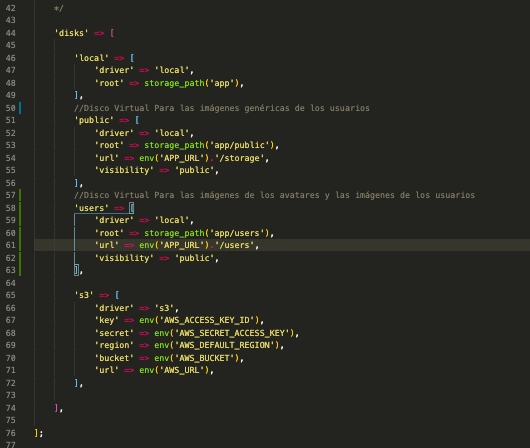 42 */
43
44 'disks' => [
45
46 'local' => [
47 'driver' => 'local',
48 'root' => storage_path('app'),
49 ],
50 //Disco Virtual Para las imágenes genéricas de los usuarios
51 'public' => [
52 'driver' => 'local',
53 'root' => storage_path('app/public'),
54 'url' => env('APP_URL').'/storage',
55 'visibility' => 'public',
56 ],
57 //Disco Virtual Para las imágenes de los avatares y las imágenes de los usuarios
58 'users' => [
59 'driver' => 'local',
60 'root' => storage_path('app/users'),
61 'url' => env('APP_URL').'/users',
62 'visibility' => 'public',
63 ],
64
65 's3' => [
66 'driver' => 's3',
67 'key' => env('AWS_ACCESS_KEY_ID'),
68 'secret' => env('AWS_SECRET_ACCESS_KEY'),
69 'region' => env('AWS_DEFAULT_REGION'),
70 'bucket' => env('AWS_BUCKET'),
71 'url' => env('AWS_URL'),
72 ],
73
74 ],
75
76 ];
77